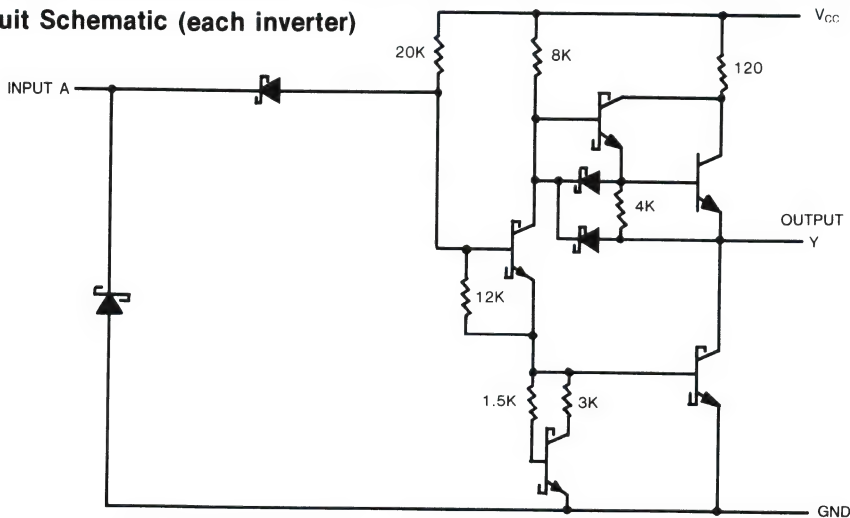 uit Schematic (each inverter)
VCC
20K
8K
120
INPUT A
4K
OUTPUT
Y
12K
1.5K
3K
GND